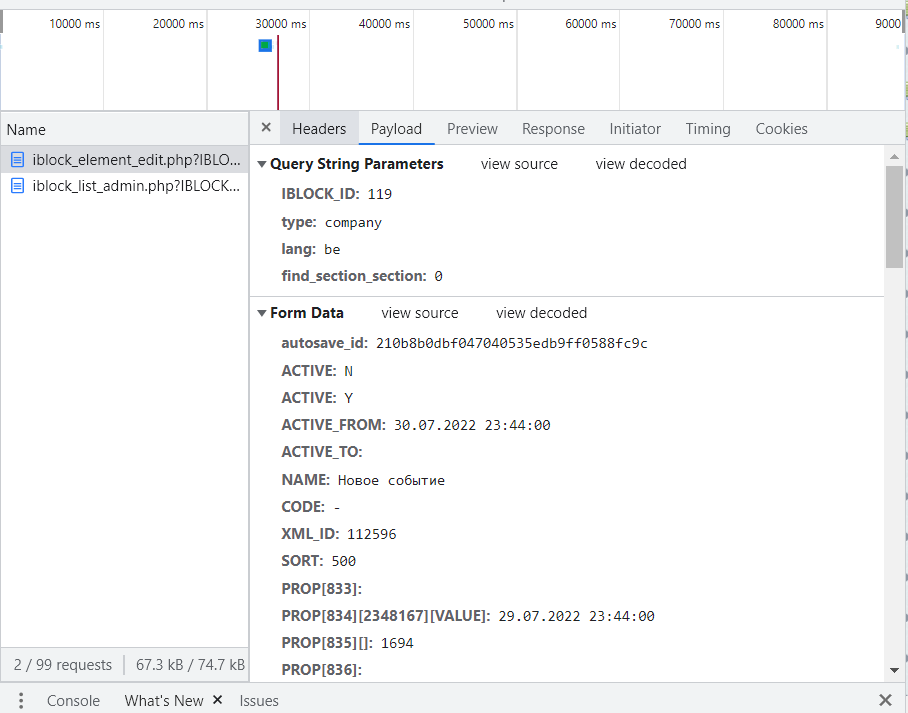 10000 ms 20000 ms 30000 ms 40000 ms 50000 ms 60000 ms 70000 ms 80000 ms 9000
Name
Headers Payload Preview Response Initiator Timing Cookies
iblock_element_edit.php?IBLO...
iblock_list_admin.php?IBLOCK...
Query String Parameters view source view decoded
IBLOCK_ID: 119
type: company
lang: be
find_section_section: 0
Form Data view source view decoded
autosave_id: 210b8b0dbf047040535edb9ff0588fc9c
ACTIVE: N
ACTIVE: Y
ACTIVE_FROM: 30.07.2022 23:44:00
ACTIVE_TO:
NAME: Новое событие
CODE: -
XML_ID: 112596
SORT: 500
PROP[833]:
PROP[834][2348167][VALUE]: 29.07.2022 23:44:00
PROP[835][]: 1694
PROP[836]:
2 / 99 requests 67.3 kB / 74.7 kB
Console What's New Issues